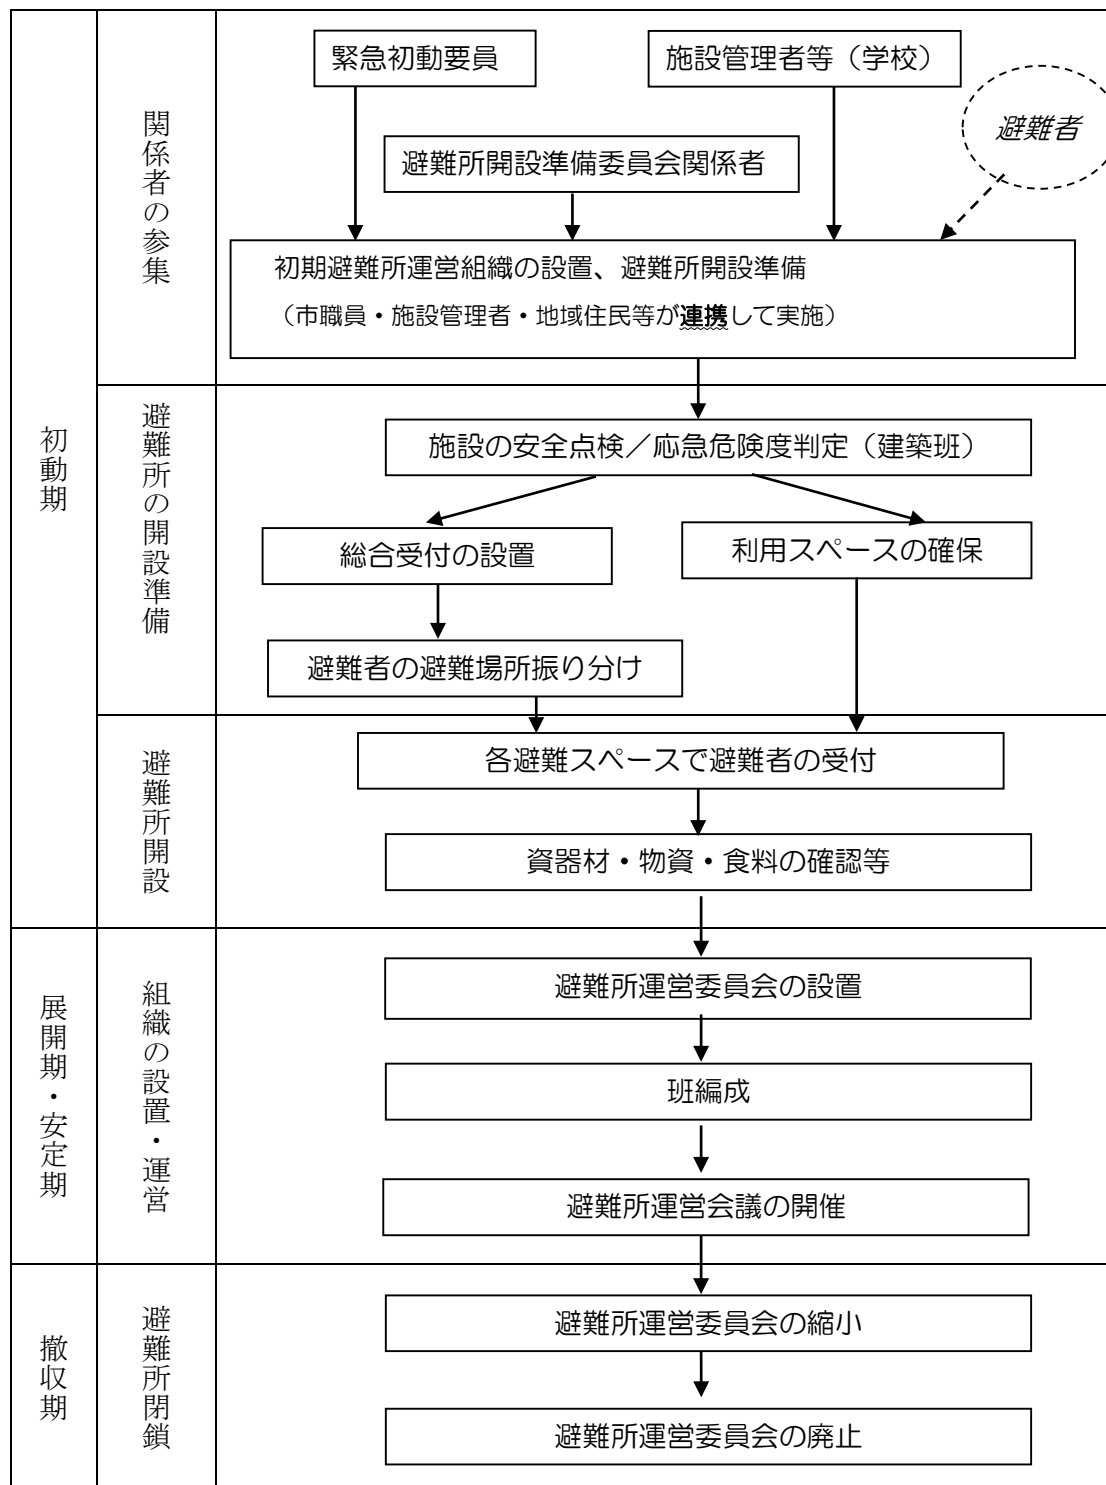 初動期
関係者の参集
緊急初動要員
施設管理者等（学校）
避難者
避難所開設準備委員会関係者
初期避難所運営組織の設置、避難所開設準備
（市職員・施設管理者・地域住民等が連携して実施）
避難所の開設準備
施設の安全点検／応急危険度判定（建築班）
総合受付の設置
利用スペースの確保
避難者の避難場所振り分け
避難所開設
各避難スペースで避難者の受付
資器材・物資・食料の確認等
展開期・安定期
組織の設置・運営
避難所運営委員会の設置
班編成
避難所運営会議の開催
撤収期
避難所閉鎖
避難所運営委員会の縮小
避難所運営委員会の廃止